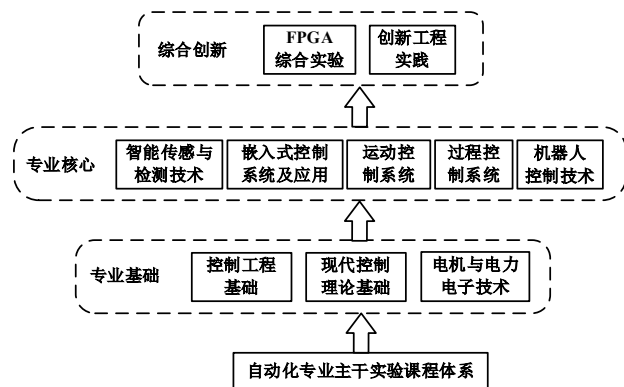 综合创新
FPGA
综合实验
创新工程
实践
专业核心
智能传感与
检测技术
嵌入式控制
系统及应用
运动控
制系统
过程控
制系统
机器人
控制技术
专业基础
控制工程
基础
现代控制
理论基础
电机与电力
电子技术
自动化专业主干实验课程体系